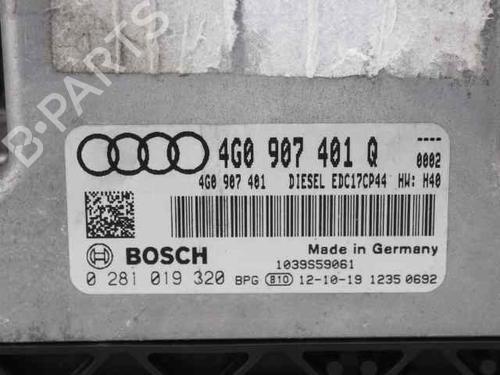 4G0 907 401 Q
----
0002
4G0 907 401 DIESEL EDC17CP44 HW: H40
BOSCH
Made in Germany
1039S59061
0 281 019 320 BPG 810 12-10-19 1235 0692
B-PARTS